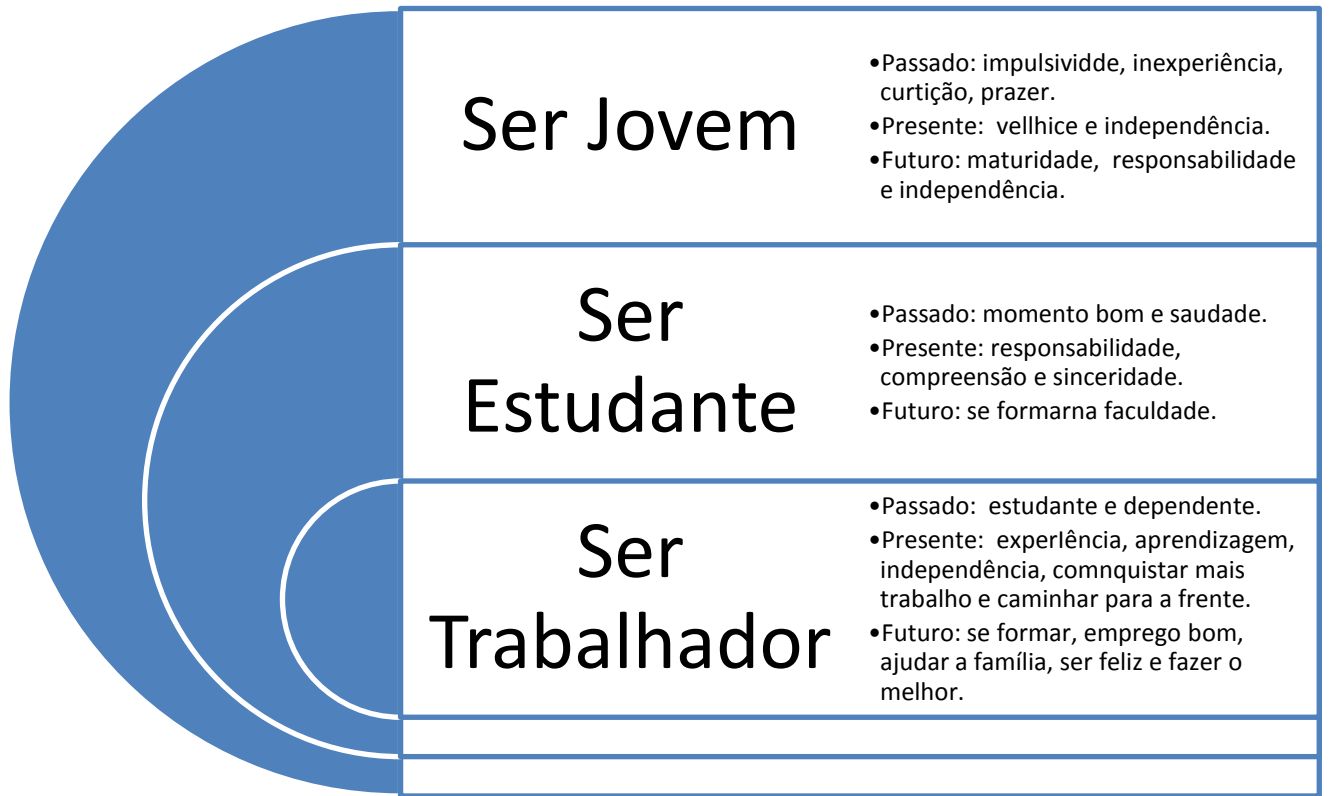 Ser Jovem
•Passado: impulsividde, inexperiência,
curtição, prazer.
•Presente: vellhice e independência.
•Futuro: maturidade, responsabilidade
e independência.
Ser
Estudante
•Passado: momento bom e saudade.
•Presente: responsabilidade,
compreensão e sinceridade.
•Futuro: se formarna faculdade.
Ser
Trabalhador
•Passado: estudante e dependente.
•Presente: experIência, aprendizagem,
independência, comnquistar mais
trabalho e caminhar para a frente.
•Futuro: se formar, emprego bom,
ajudar a família, ser feliz e fazer o
melhor.